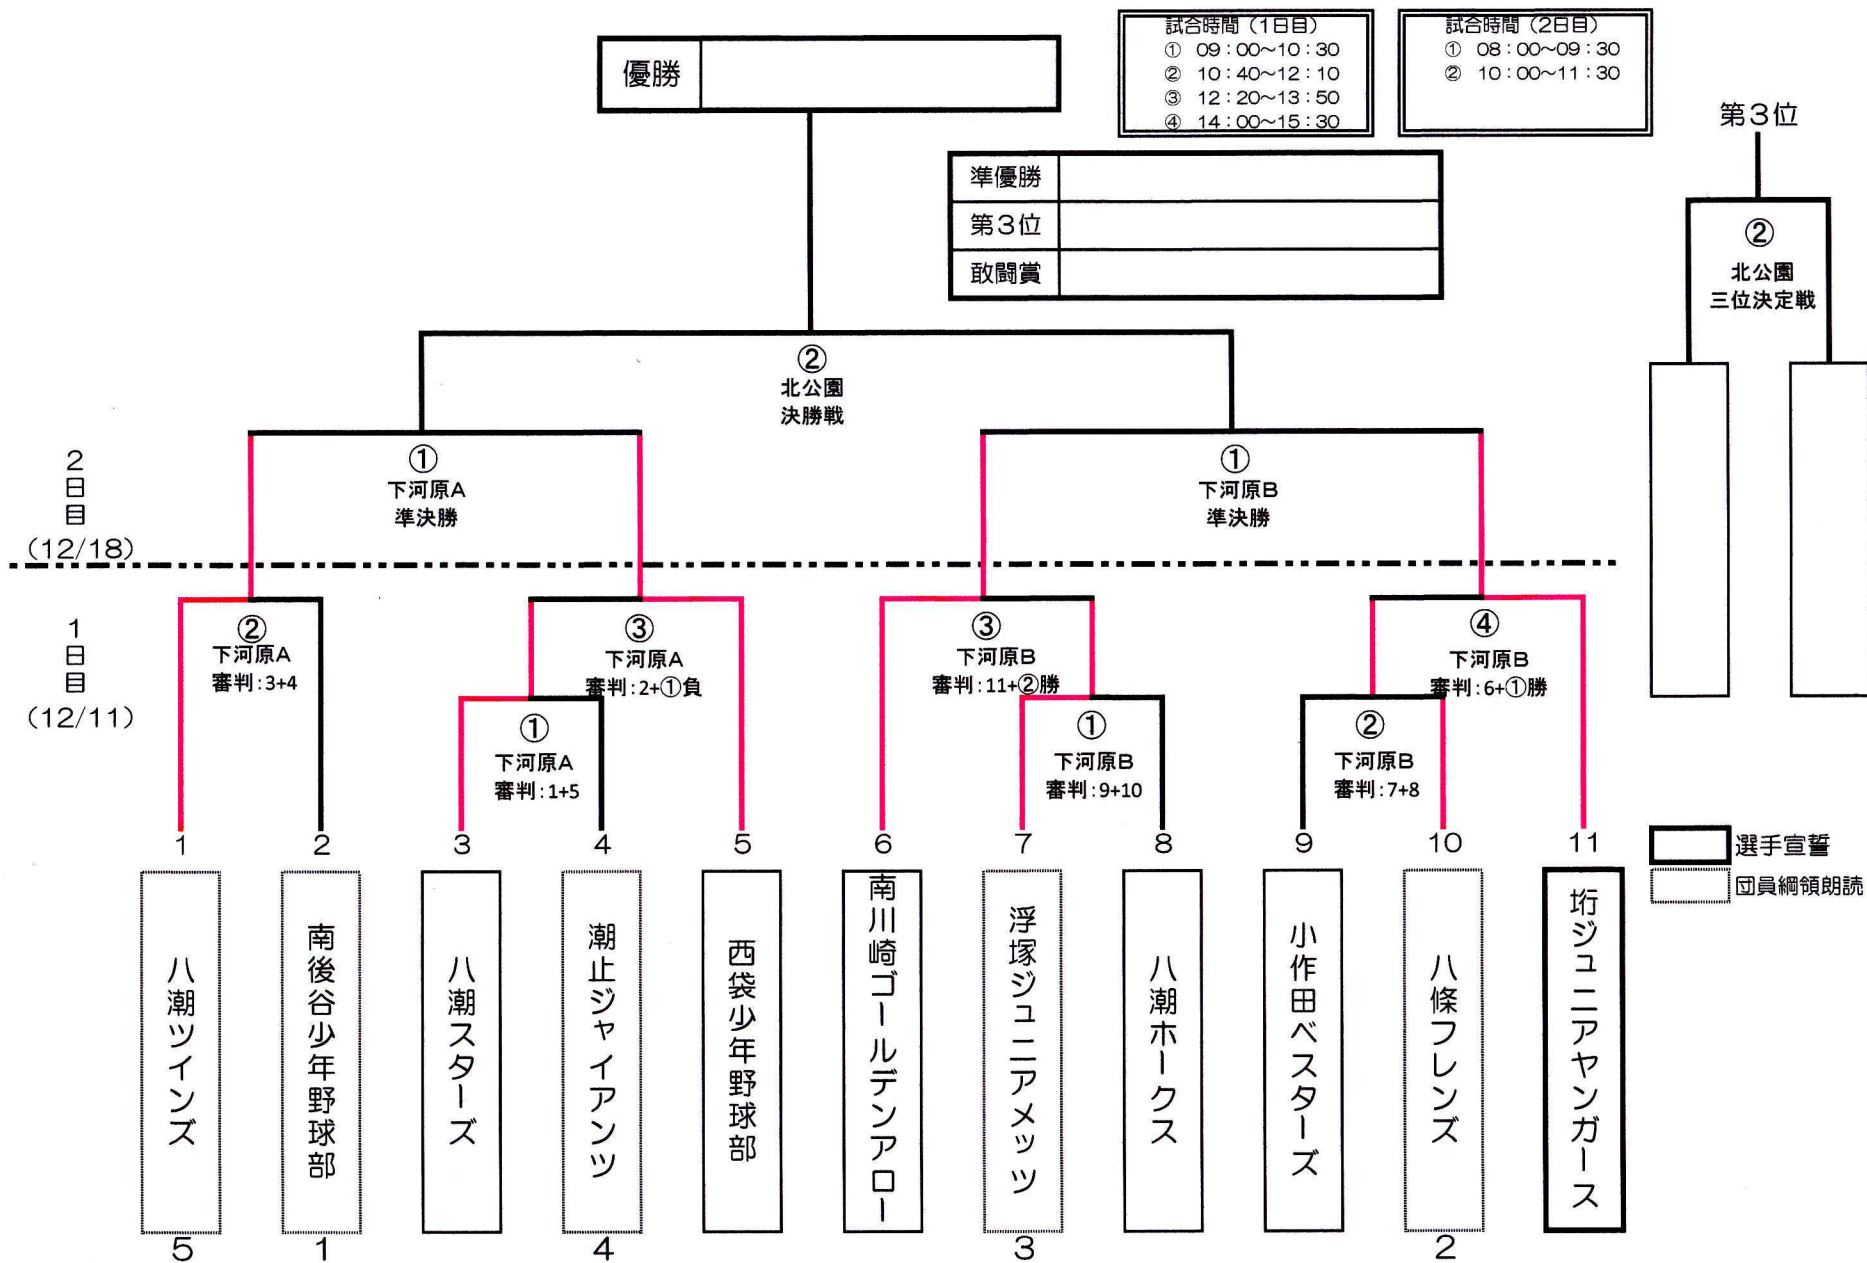 試合時間（1日目）
① 09：00～10：30
② 10：40～12：10
③ 12：20～13：50
④ 14：00～15：30
試合時間（2日目）
① 08：00～09：30
② 10：00～11：30
優勝
準優勝
第3位
敢闘賞
第3位
②
北公園
三位決定戦
②
北公園
決勝戦
2日目
(12/18)
①
下河原A
準決勝
①
下河原B
準決勝
1日目
(12/11)
②
下河原A
審判:3+4
③
下河原A
審判:2+①負
③
下河原B
審判:11+②勝
④
下河原B
審判:6+①勝
①
下河原A
審判:1+5
①
下河原B
審判:9+10
②
下河原B
審判:7+8
1 2 3 4 5 6 7 8 9 10 11
八潮ツインズ
南後谷少年野球部
八潮スターズ
潮止ジャイアンツ
西袋少年野球部
南川崎ゴールデンアロー
浮塚ジュニアメッツ
八潮ホークス
小作田ベスターズ
八條フレンズ
垳ジュニアヤンガース
5 1 4 3 2
選手宣誓
団員綱領朗読